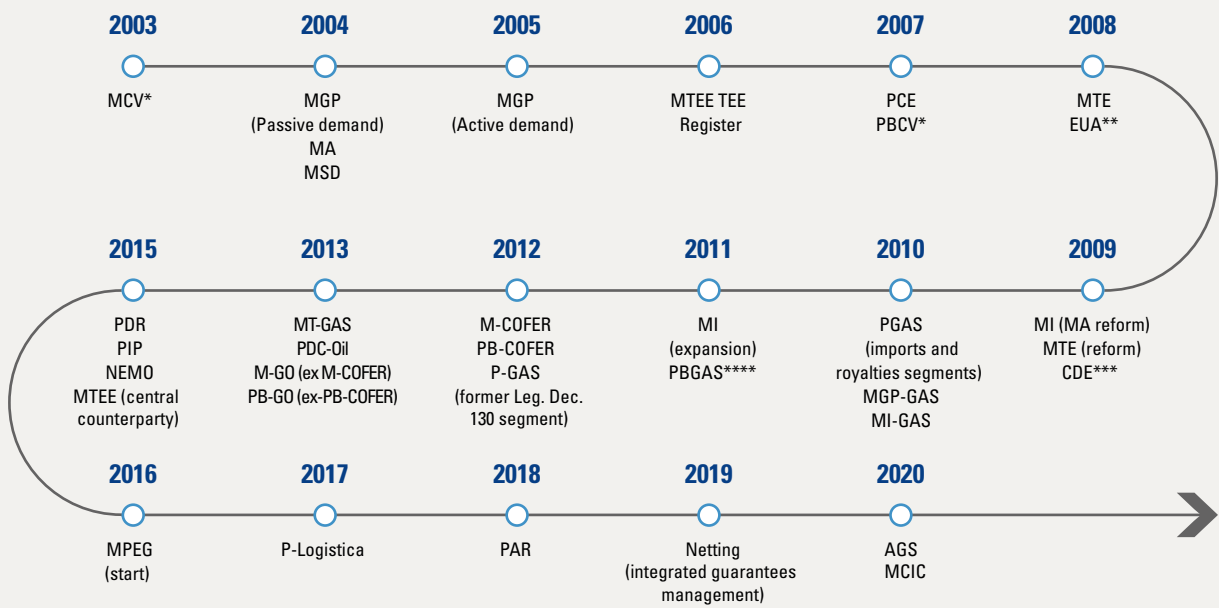 2003
MCV*
2004
MGP
(Passive demand)
MA
MSD
2005
MGP
(Active demand)
2006
MTEE TEE
Register
2007
PCE
PBCV*
2008
MTE
EUA**
2015
PDR
PIP
NEMO
MTEE (central
counterparty)
2013
MT-GAS
PDC-Oil
M-GO (ex M-COFER)
PB-GO (ex-PB-COFER)
2012
M-COFER
PB-COFER
P-GAS
(former Leg. Dec.
130 segment)
2011
MI
(expansion)
PBGAS****
2010
PGAS
(imports and
royalties segments)
MGP-GAS
MI-GAS
2009
MI (MA reform)
MTE (reform)
CDE***
2016
MPEG
(start)
2017
P-Logistica
2018
PAR
2019
Netting
(integrated guarantees
management)
2020
AGS
MCIC